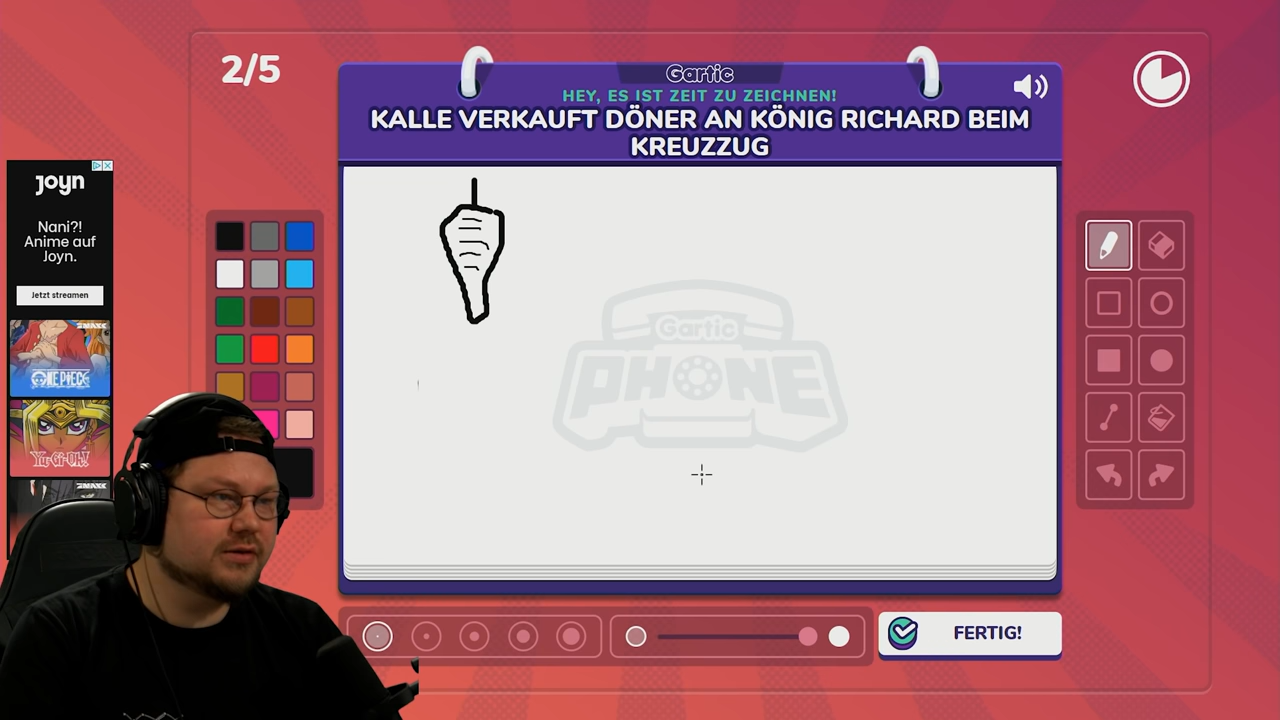 2/5
Gartic
HEY, ES IST ZEIT ZU ZEICHNEN!
KALLE VERKAUFT DÖNER AN KÖNIG RICHARD BEIM
KREUZZUG
joyn
Nani?!
Anime auf
Joyn.
Jetzt streamen
ONE PIECE
Yu-Gi-Oh!
Gartic
PHONE
FERTIG!